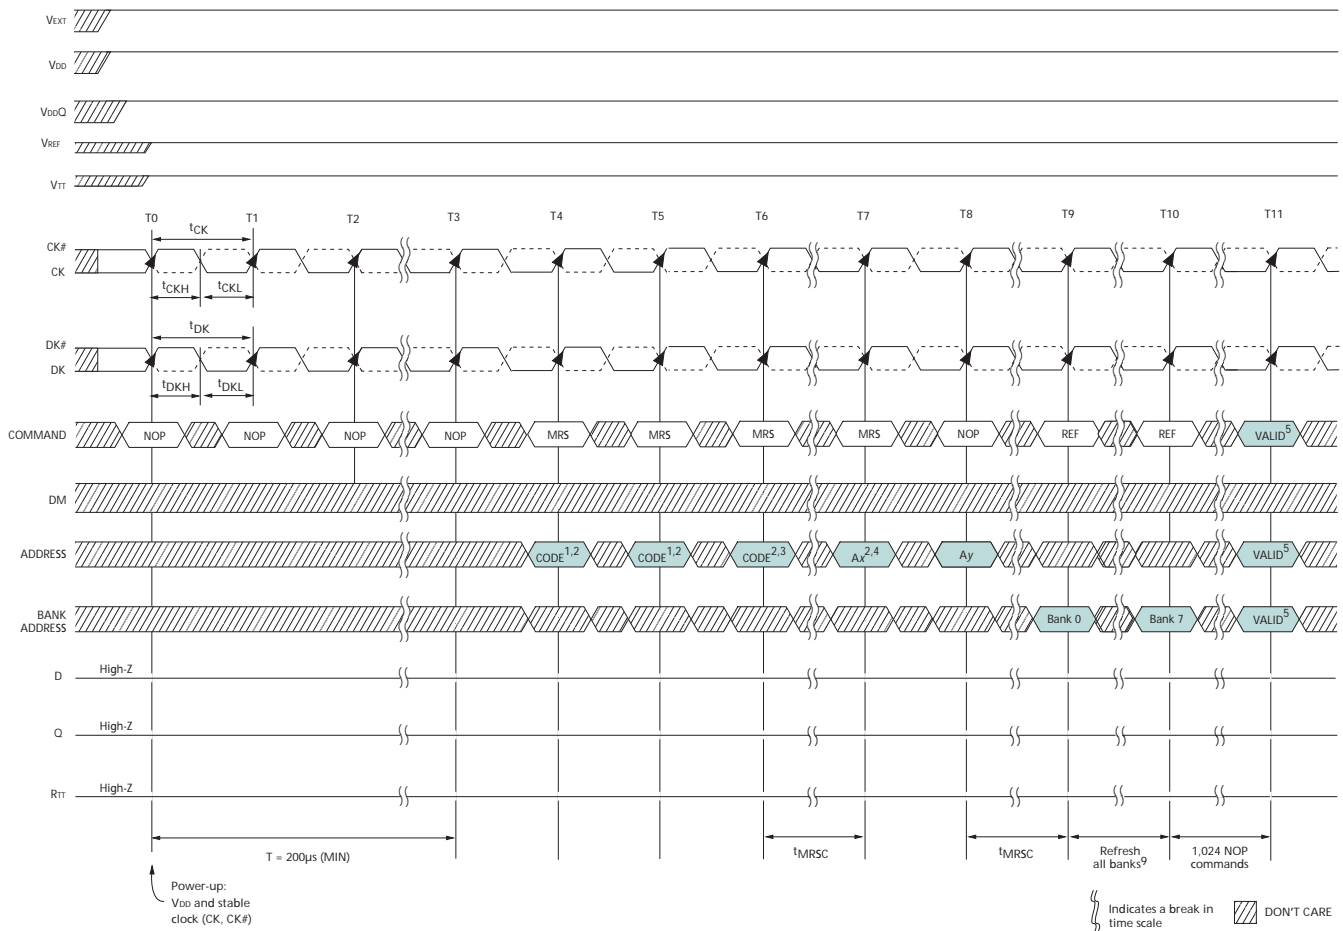 VEXT
VDD
VDDQ
VREF
VTT
T0 T1 T2 T3 T4 T5 T6 T7 T8 T9 T10 T11
tCK
CK#
CK
tCKH tCKL
tDK
DK#
DK
tDKH tDKL
COMMAND NOP NOP NOP NOP MRS MRS MRS MRS NOP REF REF VALID5
DM
ADDRESS CODE1,2 CODE1,2 CODE2,3 Ax2,4 Ay VALID5
BANK
ADDRESS Bank 0 Bank 7 VALID5
D High-Z
Q High-Z
RTT High-Z
T = 200µs (MIN) tMRSC tMRSC Refresh
all banks9 1,024 NOP
commands
Power-up:
VDD and stable
clock (CK, CK#)
Indicates a break in
time scale
DON'T CARE